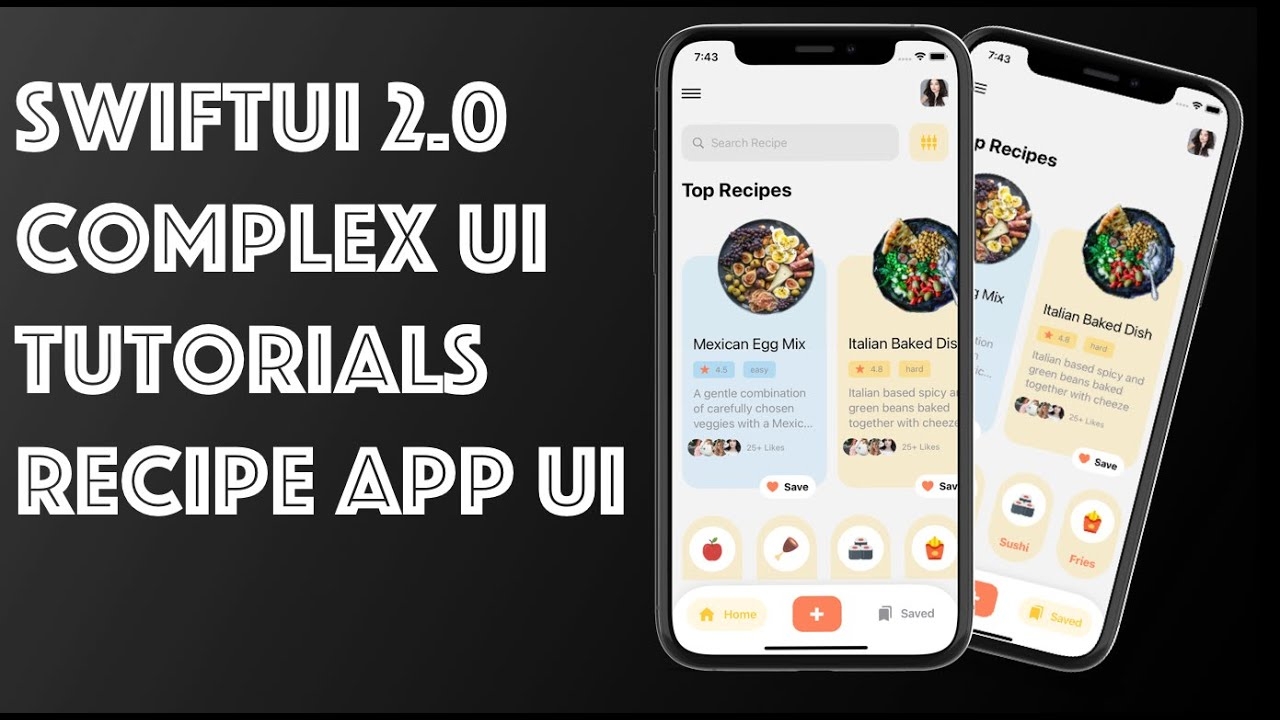 SWIFTUI 2.0
COMPLEX UI
TUTORIALS
RECIPE APP UI
7:43
Search Recipe
Top Recipes
Mexican Egg Mix
4.5
easy
A gentle combination
of carefully chosen
veggies with a Mexic...
25+ Likes
Save
Italian Baked Dis
4.8
hard
Italian based spicy and
green beans baked
together with cheeze
25+ Likes
Sav
Home
+
Saved
7:43
p Recipes
gg Mix
Italian Baked Dish
4.8
hard
Italian based spicy and
green beans baked
together with cheeze
25+ Likes
Save
Sushi
Fries
Saved